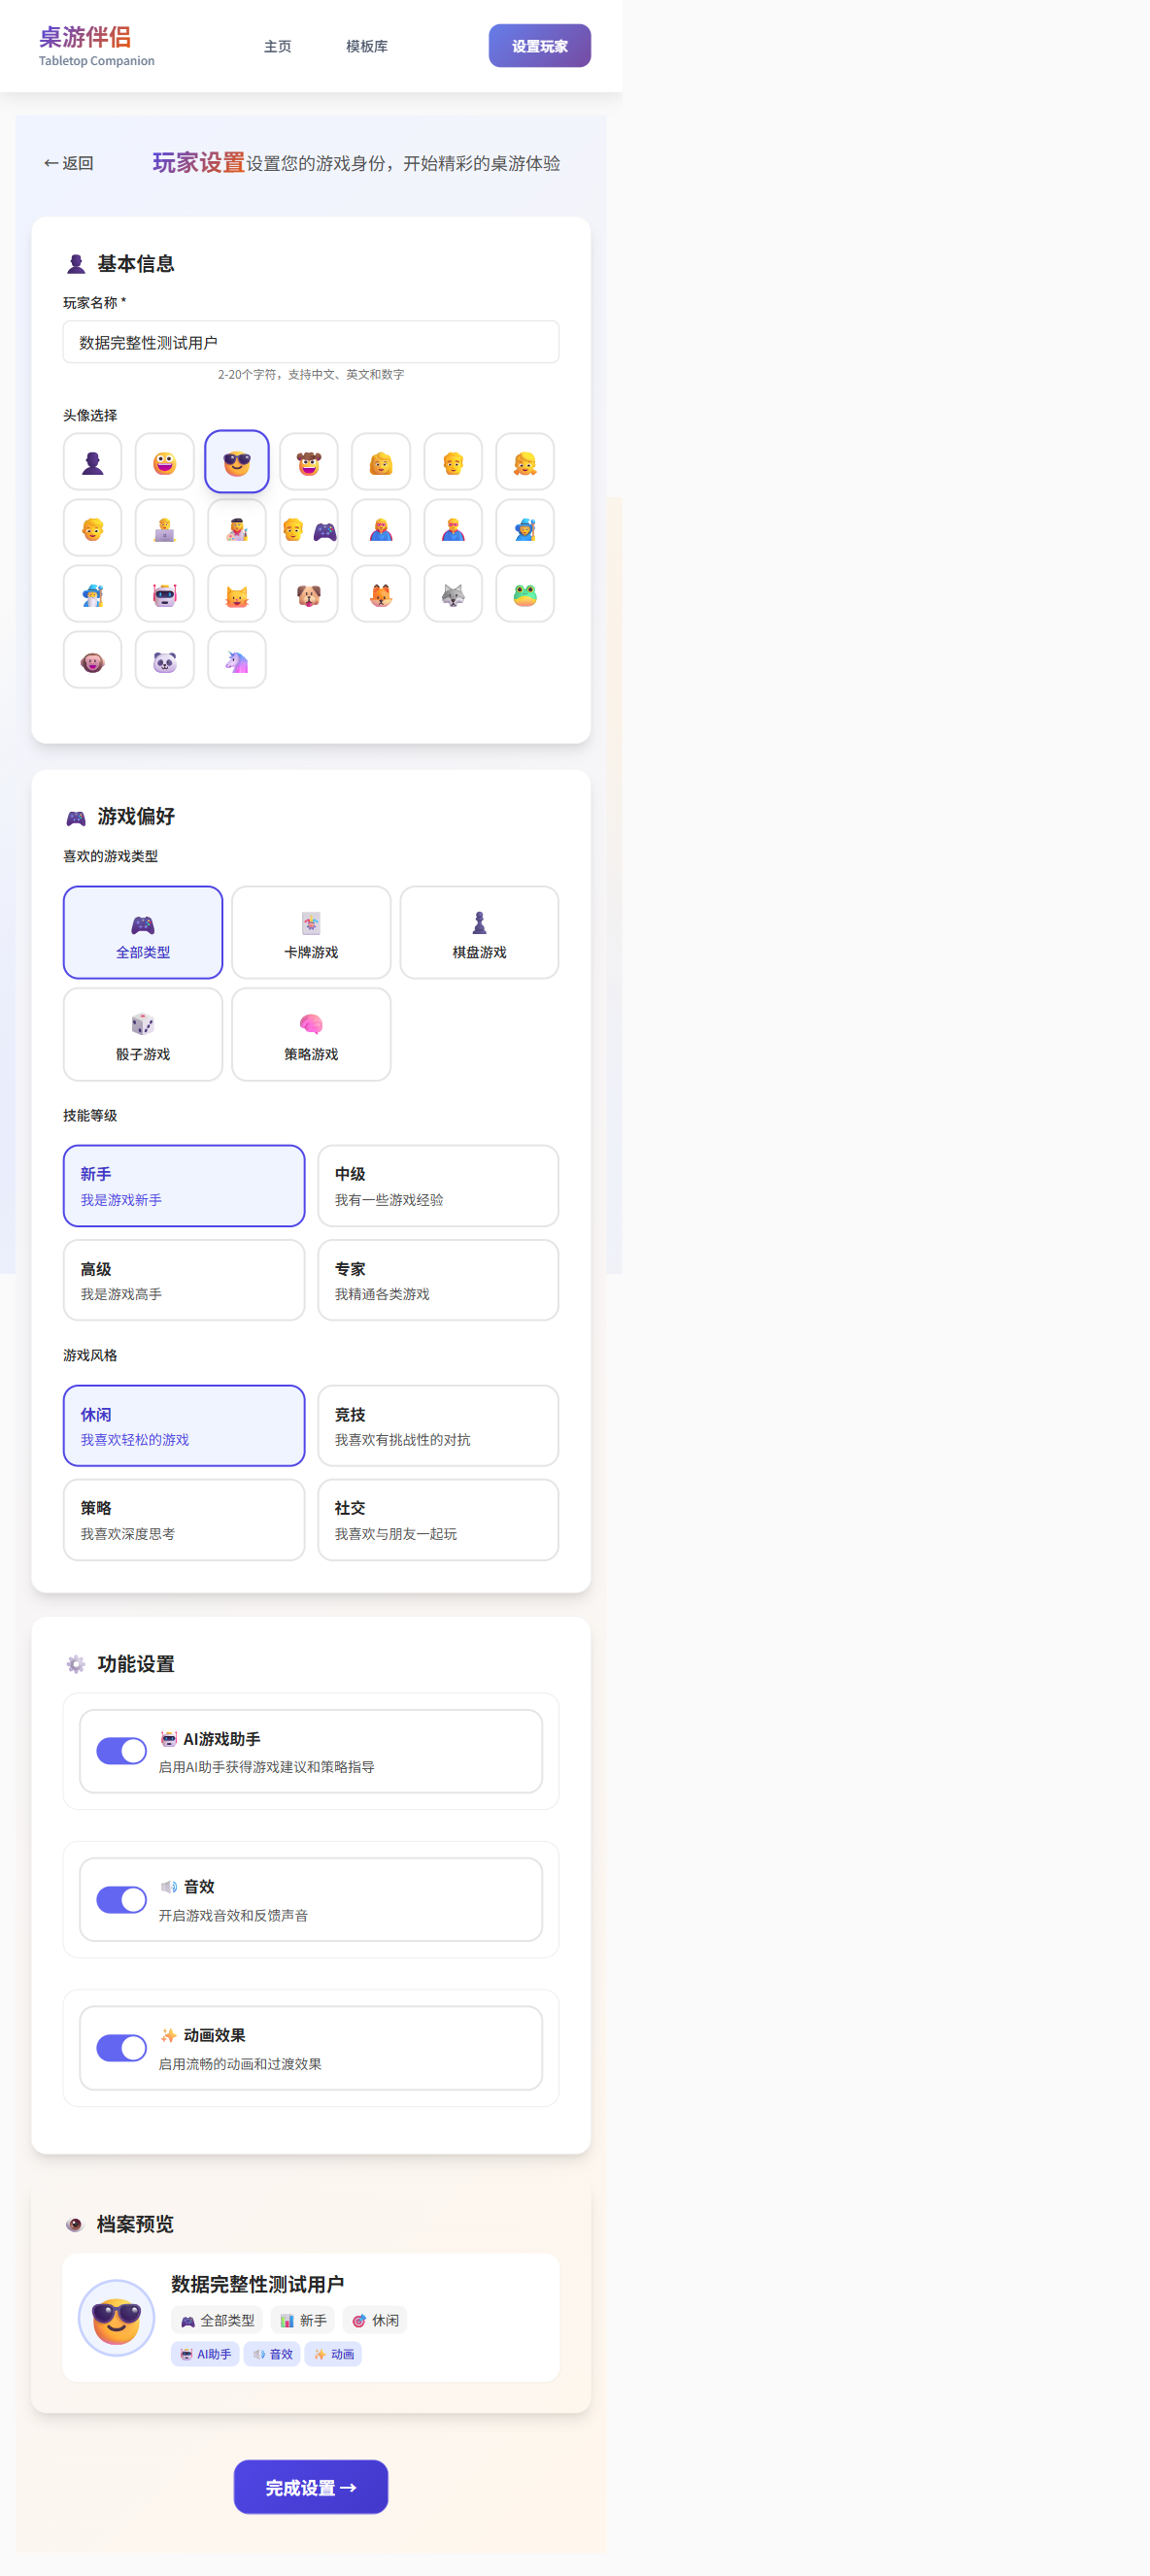 桌游伴侣
Tabletop Companion
主页
模板库
设置玩家
← 返回
玩家设置设置您的游戏身份，开始精彩的桌游体验
基本信息
玩家名称 *
数据完整性测试用户
2-20个字符，支持中文、英文和数字
头像选择
游戏偏好
喜欢的游戏类型
全部类型
卡牌游戏
棋盘游戏
骰子游戏
策略游戏
技能等级
新手
我是游戏新手
中级
我有一些游戏经验
高级
我是游戏高手
专家
我精通各类游戏
游戏风格
休闲
我喜欢轻松的游戏
竞技
我喜欢有挑战性的对抗
策略
我喜欢深度思考
社交
我喜欢与朋友一起玩
功能设置
AI游戏助手
启用AI助手获得游戏建议和策略指导
音效
开启游戏音效和反馈声音
动画效果
启用流畅的动画和过渡效果
档案预览
数据完整性测试用户
全部类型 新手 休闲
AI助手 音效 动画
完成设置 →